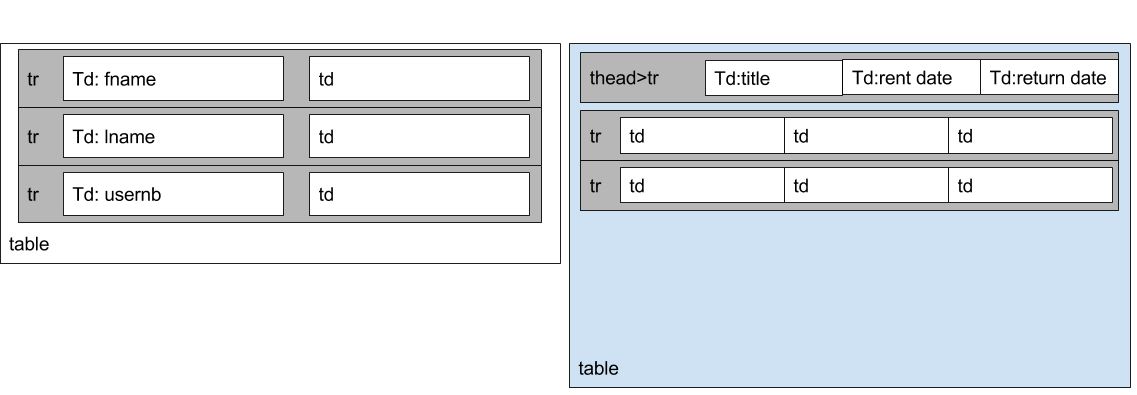 tr Td: fname td
tr Td: lname td
tr Td: usernb td
table
thead>tr Td:title Td:rent date Td:return date
tr td td td
tr td td td
table